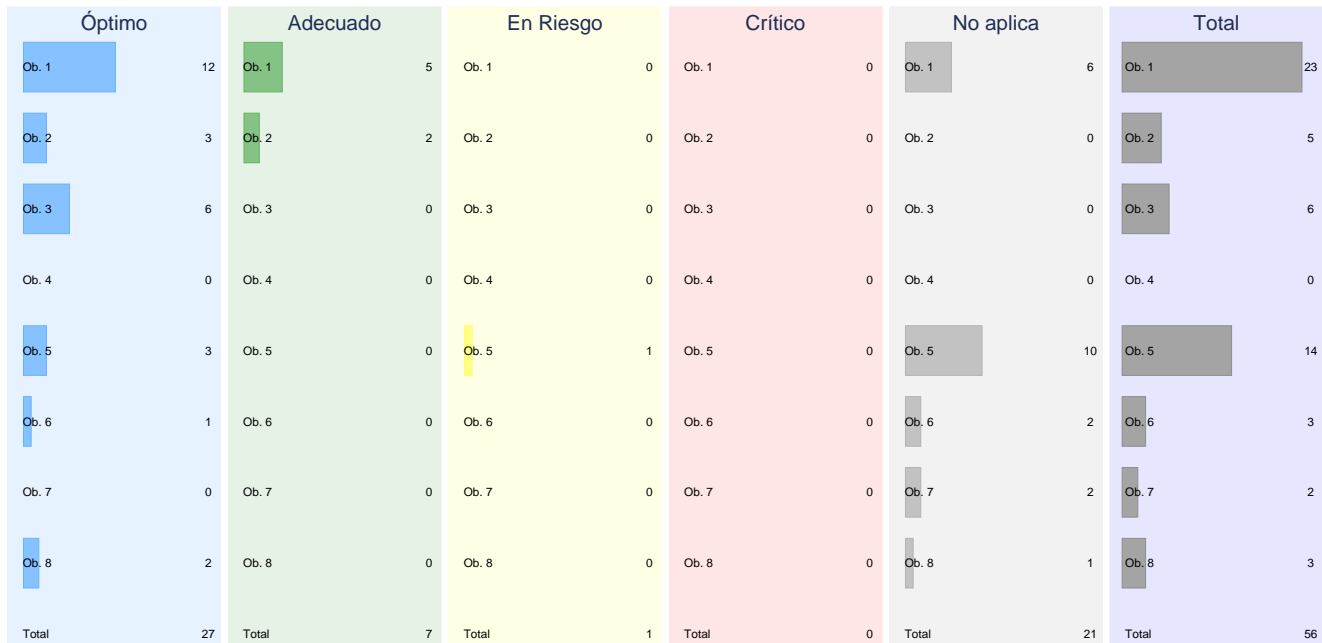 Óptimo Adecuado En Riesgo Crítico No aplica Total
Ob. 1 12 Ob. 1 5 Ob. 1 0 Ob. 1 0 Ob. 1 6 Ob. 1 23
Ob. 2 3 Ob. 2 2 Ob. 2 0 Ob. 2 0 Ob. 2 0 Ob. 2 5
Ob. 3 6 Ob. 3 0 Ob. 3 0 Ob. 3 0 Ob. 3 0 Ob. 3 6
Ob. 4 0 Ob. 4 0 Ob. 4 0 Ob. 4 0 Ob. 4 0 Ob. 4 0
Ob. 5 3 Ob. 5 0 Ob. 5 1 Ob. 5 0 Ob. 5 10 Ob. 5 14
Ob. 6 1 Ob. 6 0 Ob. 6 0 Ob. 6 0 Ob. 6 2 Ob. 6 3
Ob. 7 0 Ob. 7 0 Ob. 7 0 Ob. 7 0 Ob. 7 2 Ob. 7 2
Ob. 8 2 Ob. 8 0 Ob. 8 0 Ob. 8 0 Ob. 8 1 Ob. 8 3
Total 27 Total 7 Total 1 Total 0 Total 21 Total 56